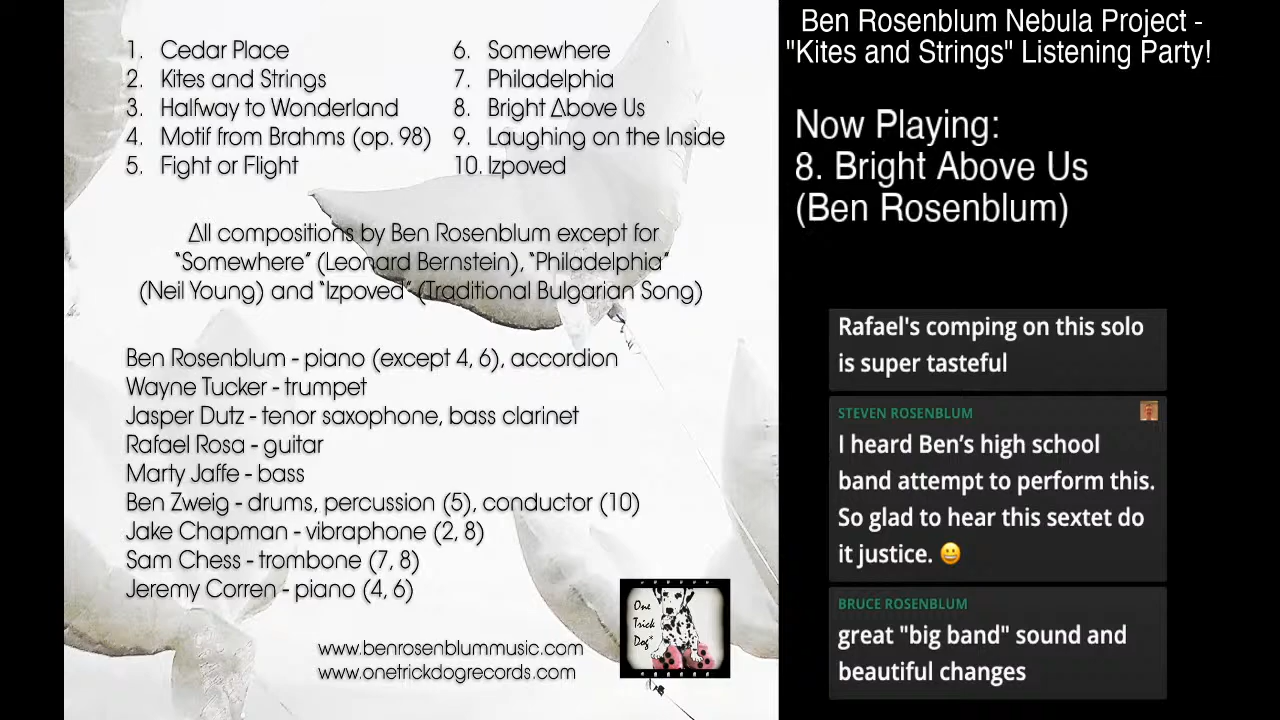 1. Cedar Place
2. Kites and Strings
3. Halfway to Wonderland
4. Motif from Brahms (op. 98)
5. Fight or Flight
6. Somewhere
7. Philadelphia
8. Bright Δbove Us
9. Laughing on the Inside
10. Izpoved
Δll compositions by Ben Rosenblum except for
“Somewhere” (Leonard Bernstein), “Philadelphia”
(Neil Young) and “Izpoved” (Traditional Bulgarian Song)
Ben Rosenblum - piano (except 4, 6), accordion
Wayne Tucker - trumpet
Jasper Dutz - tenor saxophone, bass clarinet
Rafael Rosa - guitar
Marty Jaffe - bass
Ben Zweig - drums, percussion (5), conductor (10)
Jake Chapman - vibraphone (2, 8)
Sam Chess - trombone (7, 8)
Jeremy Corren - piano (4, 6)
www.benrosenblummusic.com
www.onetrickdogrecords.com
One
Trick
Dog
Ben Rosenblum Nebula Project -
"Kites and Strings" Listening Party!
Now Playing:
8. Bright Above Us
(Ben Rosenblum)
Rafael's comping on this solo
is super tasteful
STEVEN ROSENBLUM
I heard Ben’s high school
band attempt to perform this.
So glad to hear this sextet do
it justice. 😀
BRUCE ROSENBLUM
great "big band" sound and
beautiful changes